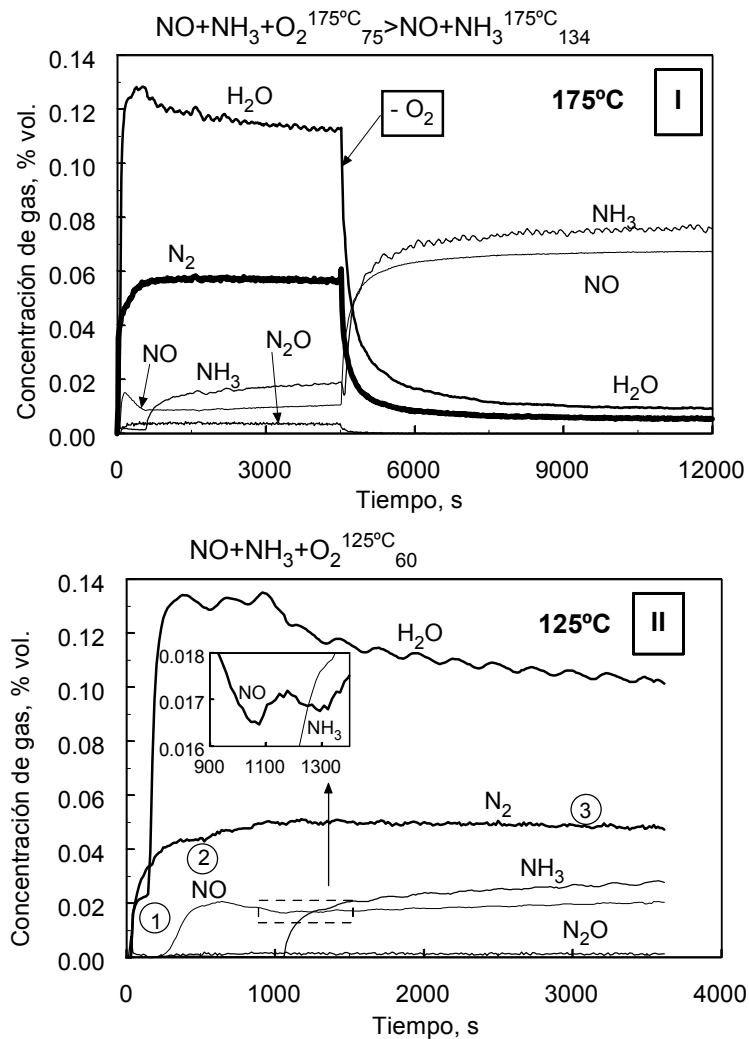 NO+NH₃+O₂¹⁷⁵ºC₇₅>NO+NH₃¹⁷⁵ºC₁₃₄
0.14
H₂O
175ºC
I
0.12
- O₂
0.10
0.08
NH₃
N₂
0.06
NO
0.04
N₂O
NO
NH₃
0.02
H₂O
0.00
0
3000
6000
9000
12000
Tiempo, s
Concentración de gas, % vol.
NO+NH₃+O₂¹²⁵ºC₆₀
0.14
125ºC
II
H₂O
0.12
0.018
NO
0.017
NH₃
0.016
900
1100
1300
0.10
0.08
0.06
N₂
3
2
0.04
NO
NH₃
1
0.02
N₂O
0.00
0
1000
2000
3000
4000
Tiempo, s
Concentración de gas, % vol.